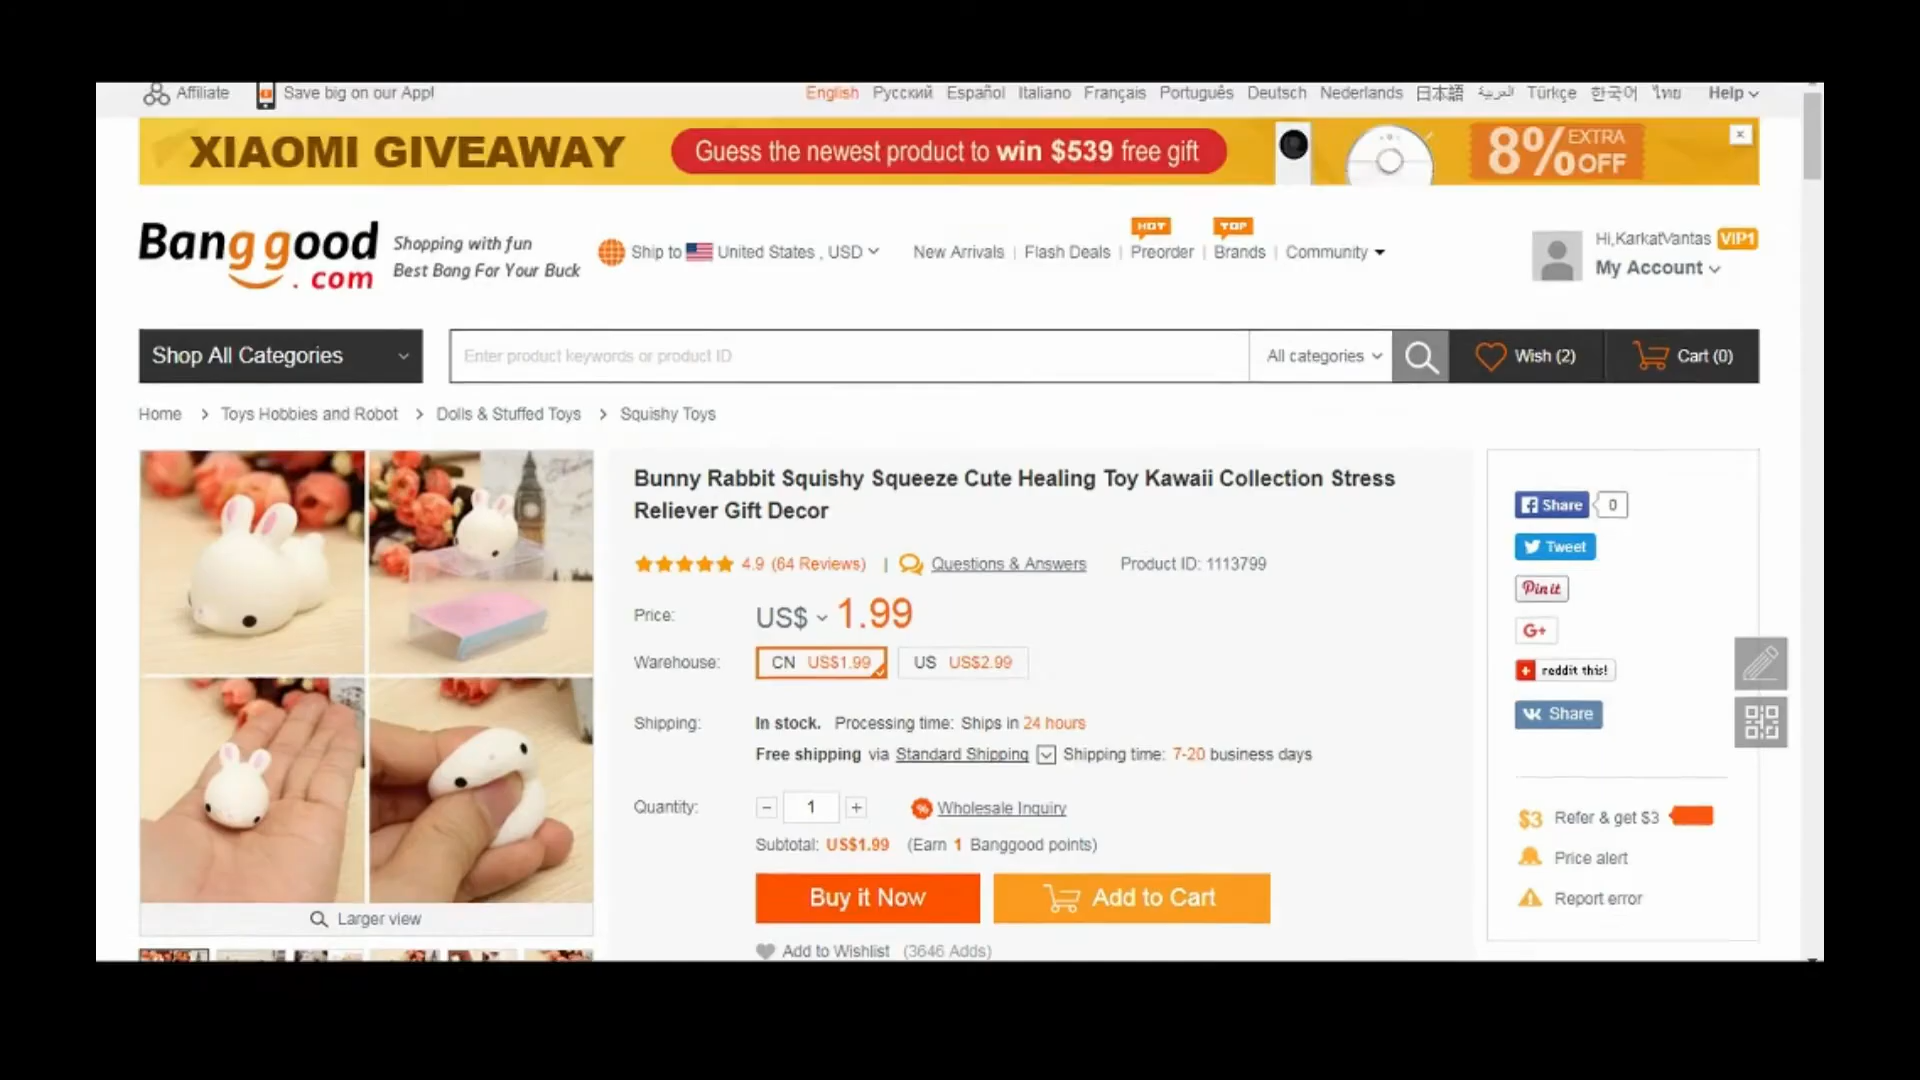 Affiliate Save big on our App! English Русский Español Italiano Français Português Deutsch Nederlands 日本語 العربية Türkçe 한국어 ไทย Help
XIAOMI GIVEAWAY Guess the newest product to win $539 free gift 8% EXTRA OFF
Banggood.com
Shopping with fun
Best Bang For Your Buck
Ship to United States , USD
HOT TOP
New Arrivals | Flash Deals | Preorder | Brands | Community
Hi,KarkatVantas VIP1
My Account
Shop All Categories Enter product keywords or product ID All categories Wish (2) Cart (0)
Home > Toys Hobbies and Robot > Dolls & Stuffed Toys > Squishy Toys
Bunny Rabbit Squishy Squeeze Cute Healing Toy Kawaii Collection Stress
Reliever Gift Decor
4.9 (64 Reviews) | Questions & Answers Product ID: 1113799
Price: US$ 1.99
Warehouse: CN US$1.99 US US$2.99
Shipping: In stock. Processing time: Ships in 24 hours
Free shipping via Standard Shipping Shipping time: 7-20 business days
Quantity: - 1 + Wholesale Inquiry
Subtotal: US$1.99 (Earn 1 Banggood points)
Buy it Now Add to Cart
Add to Wishlist (3646 Adds)
Larger view
Share 0
Tweet
Pin it
G+
reddit this!
Share
$3 Refer & get $3
Price alert
Report error